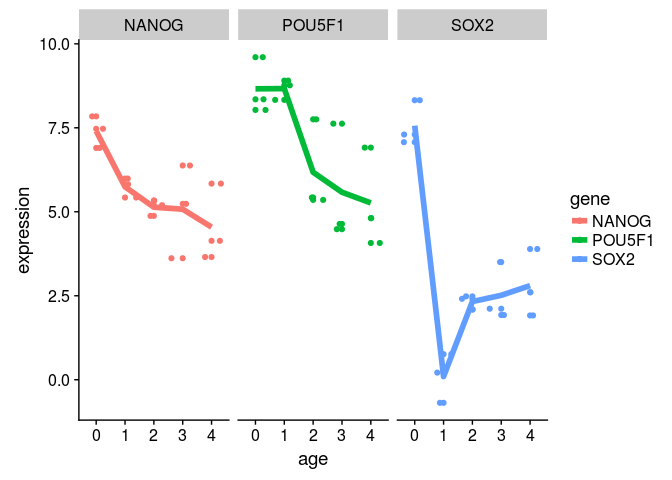 NANOG POU5F1 SOX2
10.0
7.5
5.0
2.5
0.0
expression
0 1 2 3 4 0 1 2 3 4 0 1 2 3 4
age
gene
NANOG
POU5F1
SOX2